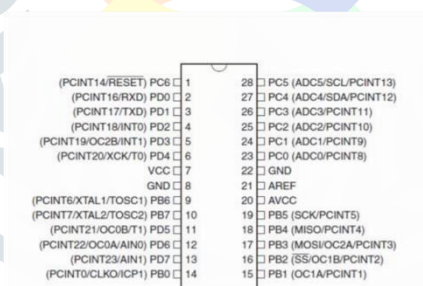 (PCINT14/RESET) PC6 1 28 PC5 (ADC5/SCL/PCINT13)
(PCINT16/RXD) PD0 2 27 PC4 (ADC4/SDA/PCINT12)
(PCINT17/TXD) PD1 3 26 PC3 (ADC3/PCINT11)
(PCINT18/INT0) PD2 4 25 PC2 (ADC2/PCINT10)
(PCINT19/OC2B/INT1) PD3 5 24 PC1 (ADC1/PCINT9)
(PCINT20/XCK/T0) PD4 6 23 PC0 (ADC0/PCINT8)
VCC 7 22 GND
GND 8 21 AREF
(PCINT6/XTAL1/TOSC1) PB6 9 20 AVCC
(PCINT7/XTAL2/TOSC2) PB7 10 19 PB5 (SCK/PCINT5)
(PCINT21/OC0B/T1) PD5 11 18 PB4 (MISO/PCINT4)
(PCINT22/OC0A/AIN0) PD6 12 17 PB3 (MOSI/OC2A/PCINT3)
(PCINT23/AIN1) PD7 13 16 PB2 (SS/OC1B/PCINT2)
(PCINT0/CLKO/ICP1) PB0 14 15 PB1 (OC1A/PCINT1)